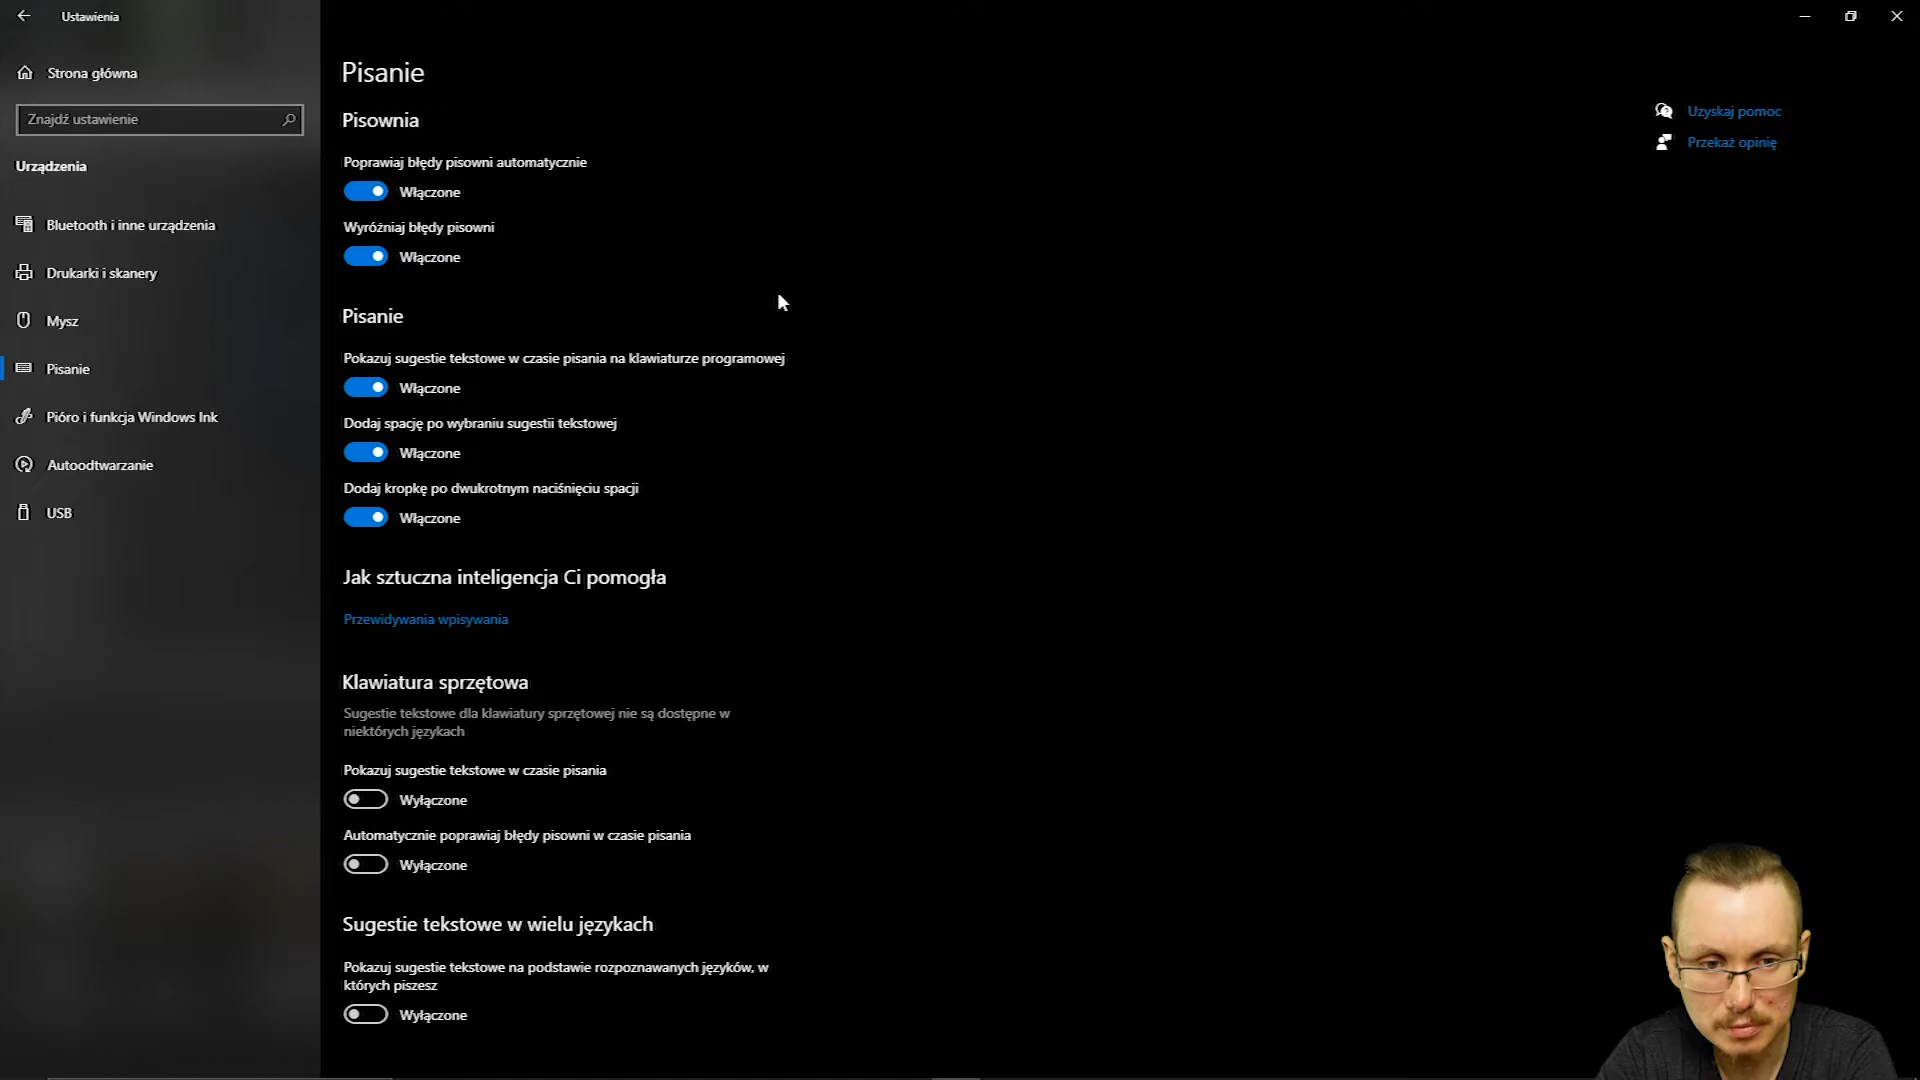 Ustawienia
Strona główna
Znajdź ustawienie
Urządzenia
Bluetooth i inne urządzenia
Drukarki i skanery
Mysz
Pisanie
Pióro i funkcja Windows Ink
Autoodtwarzanie
USB
Pisanie
Pisownia
Poprawiaj błędy pisowni automatycznie
Włączone
Wyróżniaj błędy pisowni
Włączone
Pisanie
Pokazuj sugestie tekstowe w czasie pisania na klawiaturze programowej
Włączone
Dodaj spację po wybraniu sugestii tekstowej
Włączone
Dodaj kropkę po dwukrotnym naciśnięciu spacji
Włączone
Jak sztuczna inteligencja Ci pomogła
Przewidywania wpisywania
Klawiatura sprzętowa
Sugestie tekstowe dla klawiatury sprzętowej nie są dostępne w
niektórych językach
Pokazuj sugestie tekstowe w czasie pisania
Wyłączone
Automatycznie poprawiaj błędy pisowni w czasie pisania
Wyłączone
Sugestie tekstowe w wielu językach
Pokazuj sugestie tekstowe na podstawie rozpoznawanych języków, w
których piszesz
Wyłączone
Uzyskaj pomoc
Przekaż opinię